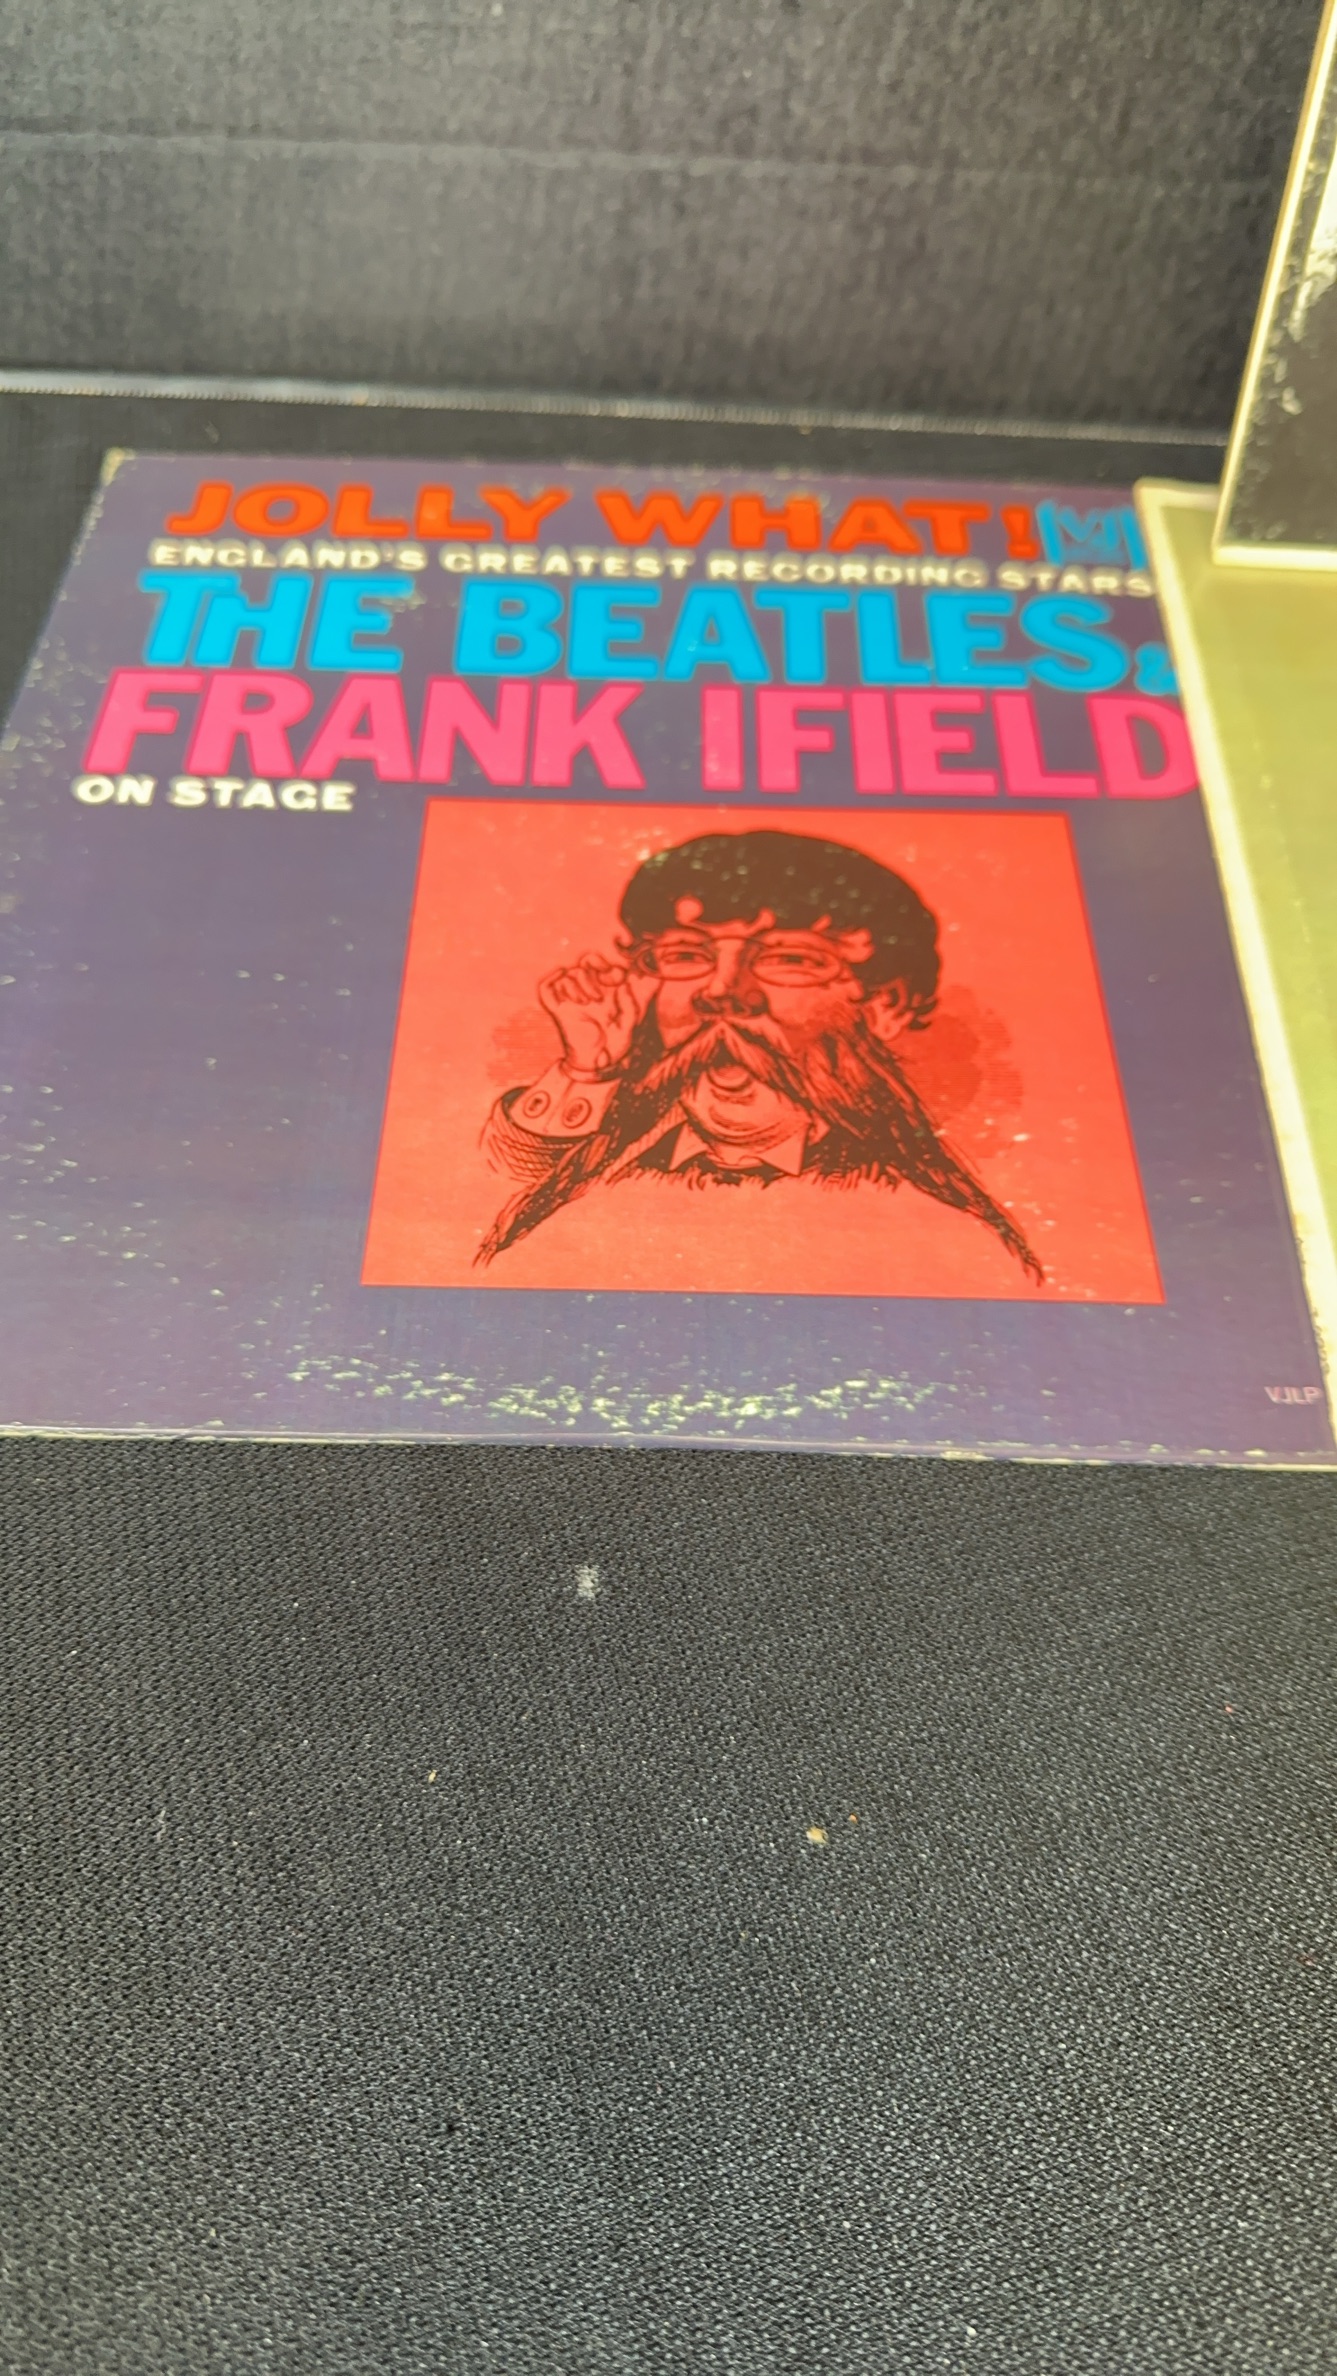 JOLLY WHAT!
ENGLAND'S GREATEST RECORDING STARS
THE BEATLES &
FRANK IFIELD
ON STAGE
VJLP